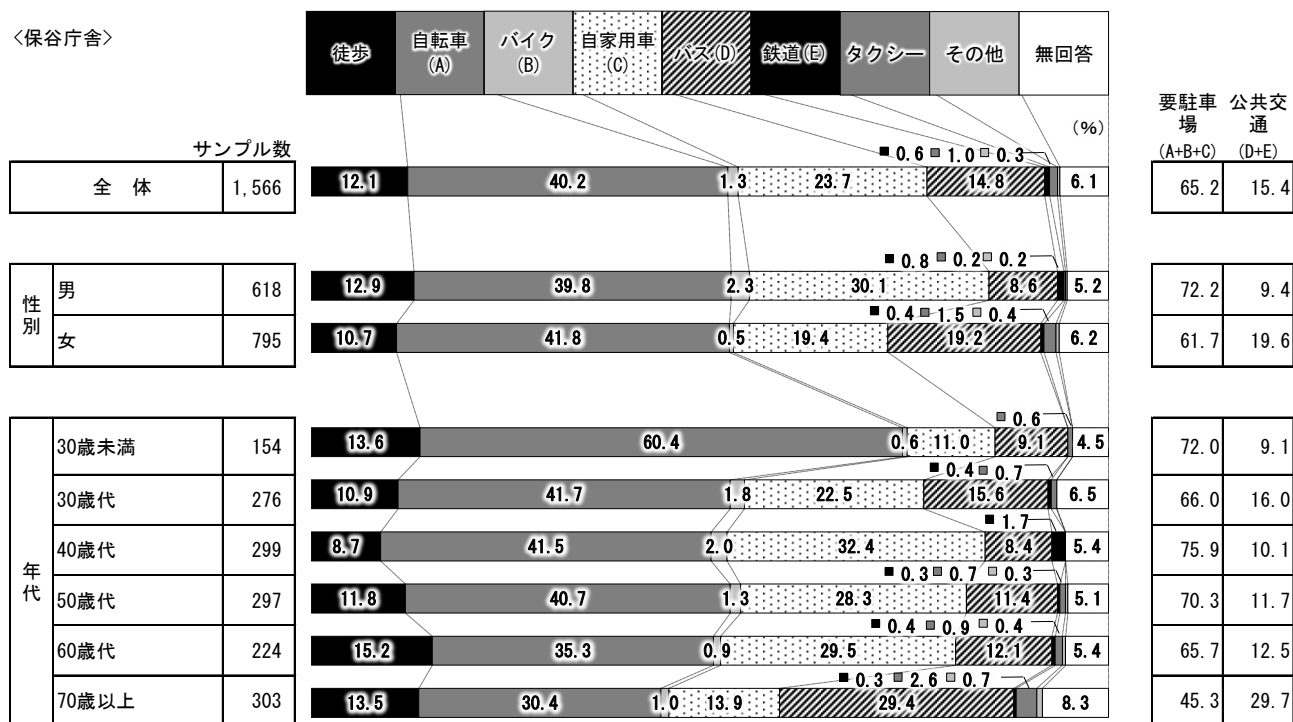 <保谷庁舎>
徒歩 自転車(A) バイク(B) 自家用車(C) バス(D) 鉄道(E) タクシー その他 無回答
(%)
要駐車場(A+B+C) 公共交通(D+E)
サンプル数
■0.6 ■1.0 ■0.3
全 体 1,566 12.1 40.2 1.3 23.7 14.8 6.1 65.2 15.4
性別
■0.8 ■0.2 ■0.2
男 618 12.9 39.8 2.3 30.1 8.6 5.2 72.2 9.4
■0.4 ■1.5 ■0.4
女 795 10.7 41.8 0.5 19.4 19.2 6.2 61.7 19.6
年代
■0.6
30歳未満 154 13.6 60.4 0.6 11.0 9.1 4.5 72.0 9.1
■0.4 ■0.7
30歳代 276 10.9 41.7 1.8 22.5 15.6 6.5 66.0 16.0
■1.7
40歳代 299 8.7 41.5 2.0 32.4 8.4 5.4 75.9 10.1
■0.3 ■0.7 ■0.3
50歳代 297 11.8 40.7 1.3 28.3 11.4 5.1 70.3 11.7
■0.4 ■0.9 ■0.4
60歳代 224 15.2 35.3 0.9 29.5 12.1 5.4 65.7 12.5
■0.3 ■2.6 ■0.7
70歳以上 303 13.5 30.4 1.0 13.9 29.4 8.3 45.3 29.7